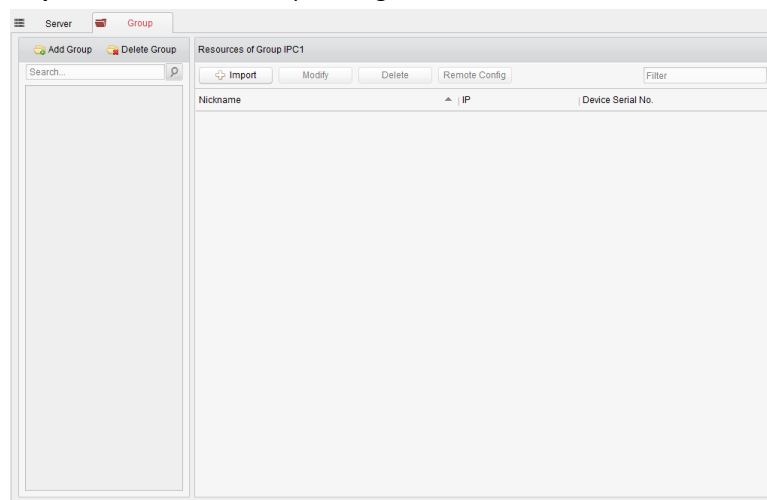 Server
Group
Add Group Delete Group
Resources of Group IPC1
Search...
Import Modify Delete Remote Config Filter
Nickname IP Device Serial No.